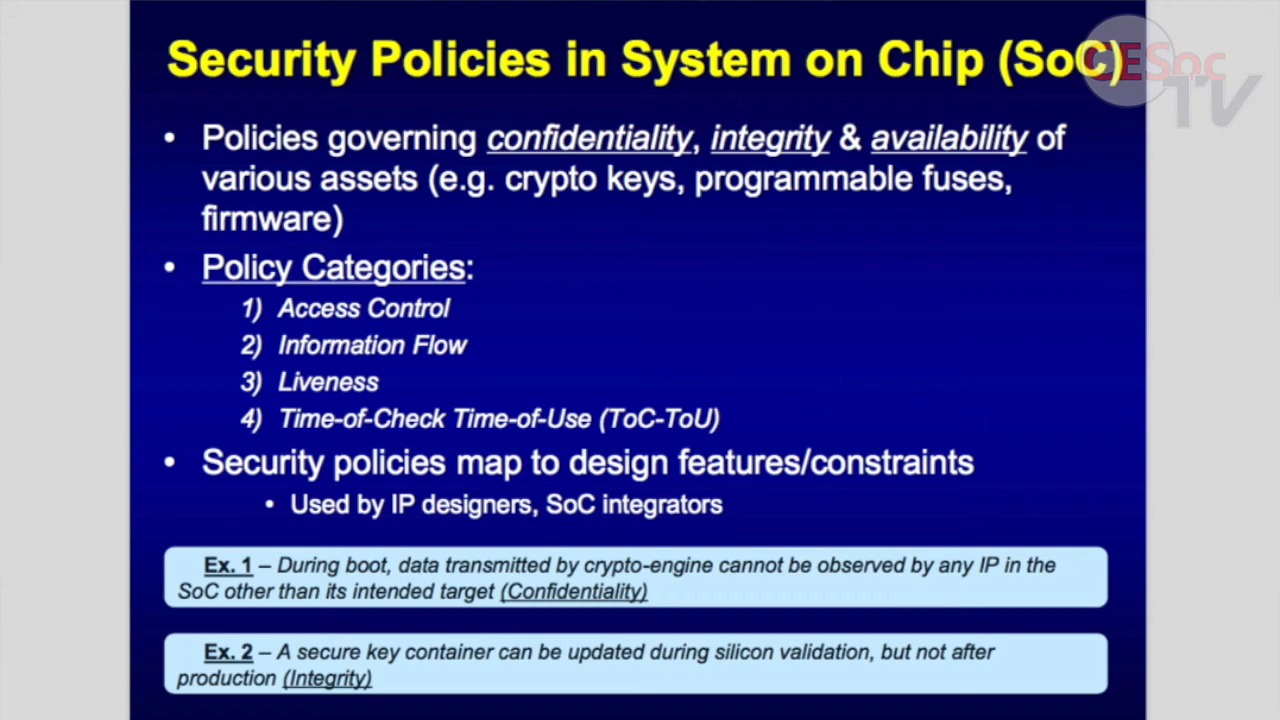 Security Policies in System on Chip (SoC)
CESoc
TV
• Policies governing confidentiality, integrity & availability of
various assets (e.g. crypto keys, programmable fuses,
firmware)
• Policy Categories:
1) Access Control
2) Information Flow
3) Liveness
4) Time-of-Check Time-of-Use (ToC-ToU)
• Security policies map to design features/constraints
• Used by IP designers, SoC integrators
Ex. 1 – During boot, data transmitted by crypto-engine cannot be observed by any IP in the
SoC other than its intended target (Confidentiality)
Ex. 2 – A secure key container can be updated during silicon validation, but not after
production (Integrity)